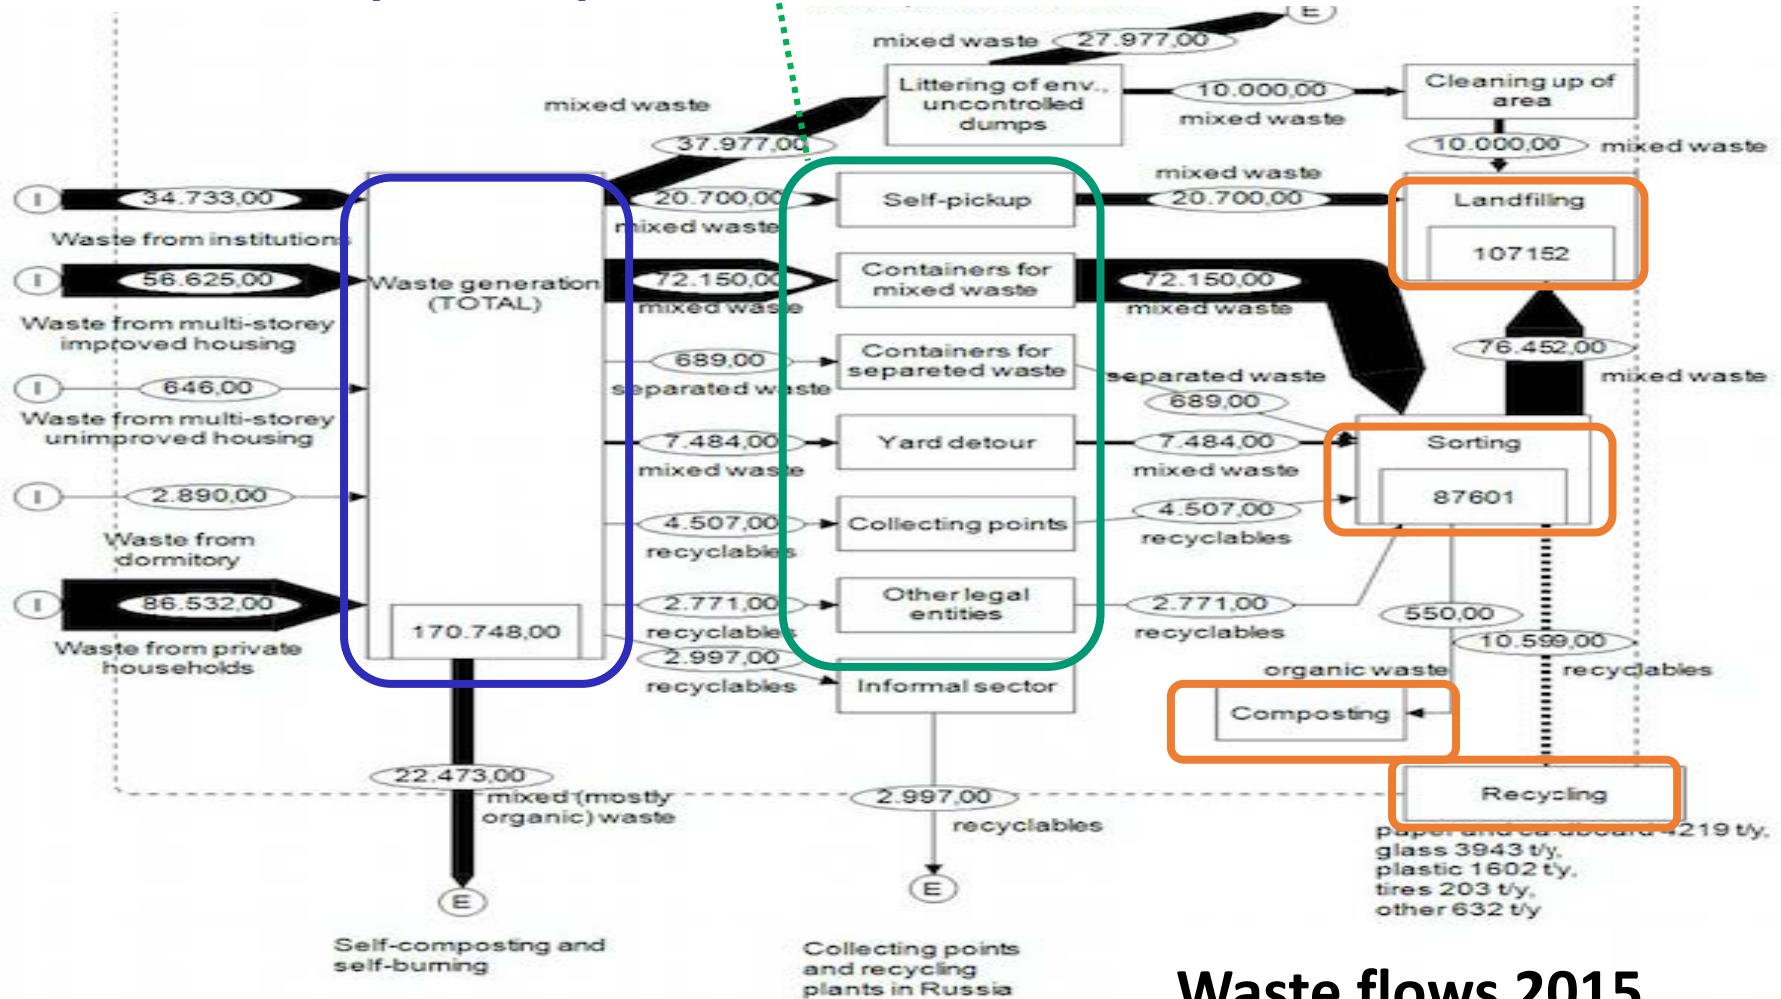 E
mixed waste 27.977,00
Littering of env.,
uncontrolled
dumps
10.000,00
mixed waste
Cleaning up of
area
mixed waste
37.977,00
10.000,00 mixed waste
I
34.733,00
Waste from institutions
I
56.625,00
Waste from multi-storey
improved housing
I
646,00
Waste from multi-storey
unimproved housing
I
2.890,00
Waste from
dormitory
I
86.532,00
Waste from private
households
Waste generation
(TOTAL)
170.748,00
20.700,00
mixed waste
72.150,00
mixed waste
689,00
separated waste
7.484,00
mixed waste
4.507,00
recyclables
2.771,00
recyclables
2.997,00
recyclables
Self-pickup
Containers for
mixed waste
Containers for
separeted waste
Yard detour
Collecting points
Other legal
entities
Informal sector
mixed waste
20.700,00
72.150,00
mixed waste
separated waste
689,00
7.484,00
mixed waste
4.507,00
recyclables
2.771,00
recyclables
Landfilling
107152
76.452,00
mixed waste
Sorting
87601
550,00
10.599,00
organic waste
recyclables
Composting
Recycling
paper and cardboard 4219 t/y,
glass 3943 t/y,
plastic 1602 t/y,
tires 203 t/y,
other 632 t/y
22.473,00
mixed (mostly
organic) waste
E
Self-composting and
self-burning
2.997,00
recyclables
E
Collecting points
and recycling
plants in Russia
Waste flows 2015